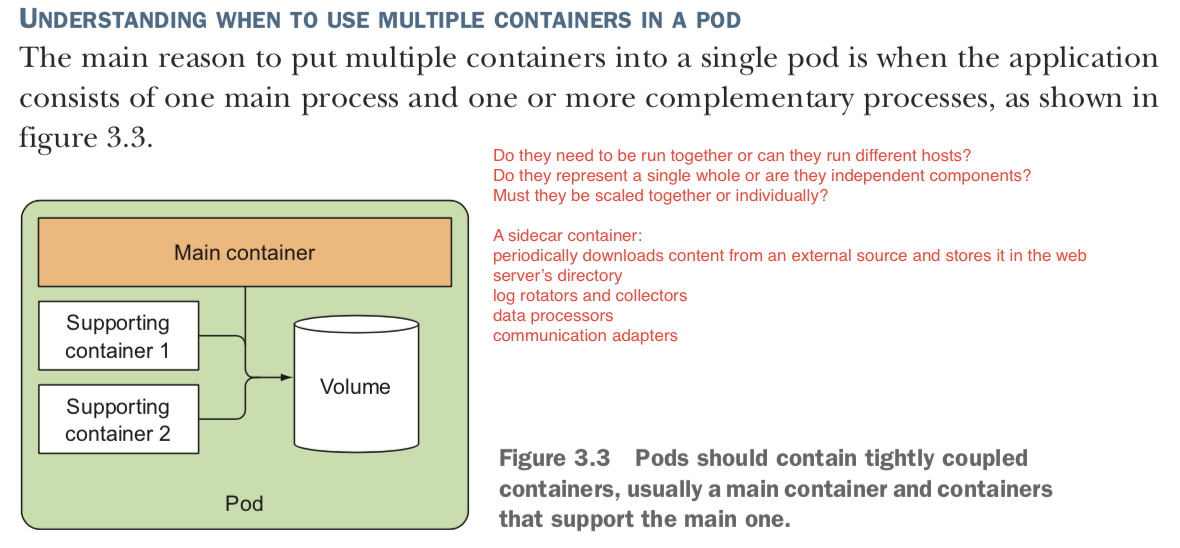 UNDERSTANDING WHEN TO USE MULTIPLE CONTAINERS IN A POD
The main reason to put multiple containers into a single pod is when the application
consists of one main process and one or more complementary processes, as shown in
figure 3.3.
Do they need to be run together or can they run different hosts?
Do they represent a single whole or are they independent components?
Must they be scaled together or individually?
A sidecar container:
periodically downloads content from an external source and stores it in the web
server’s directory
log rotators and collectors
data processors
communication adapters
Main container
Supporting
container 1
Supporting
container 2
Volume
Pod
Figure 3.3 Pods should contain tightly coupled
containers, usually a main container and containers
that support the main one.